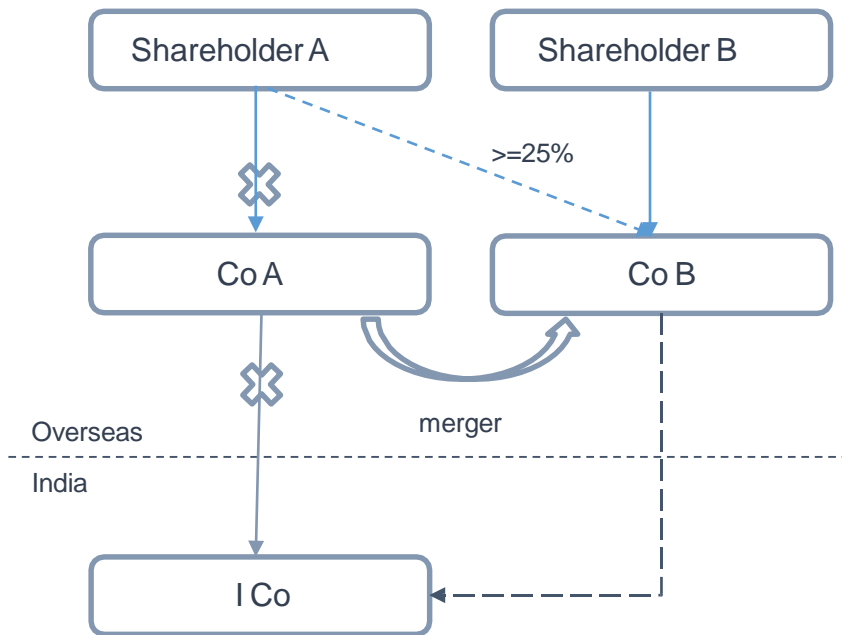 Shareholder A
Shareholder B
>=25%
Co A
Co B
merger
Overseas
India
I Co